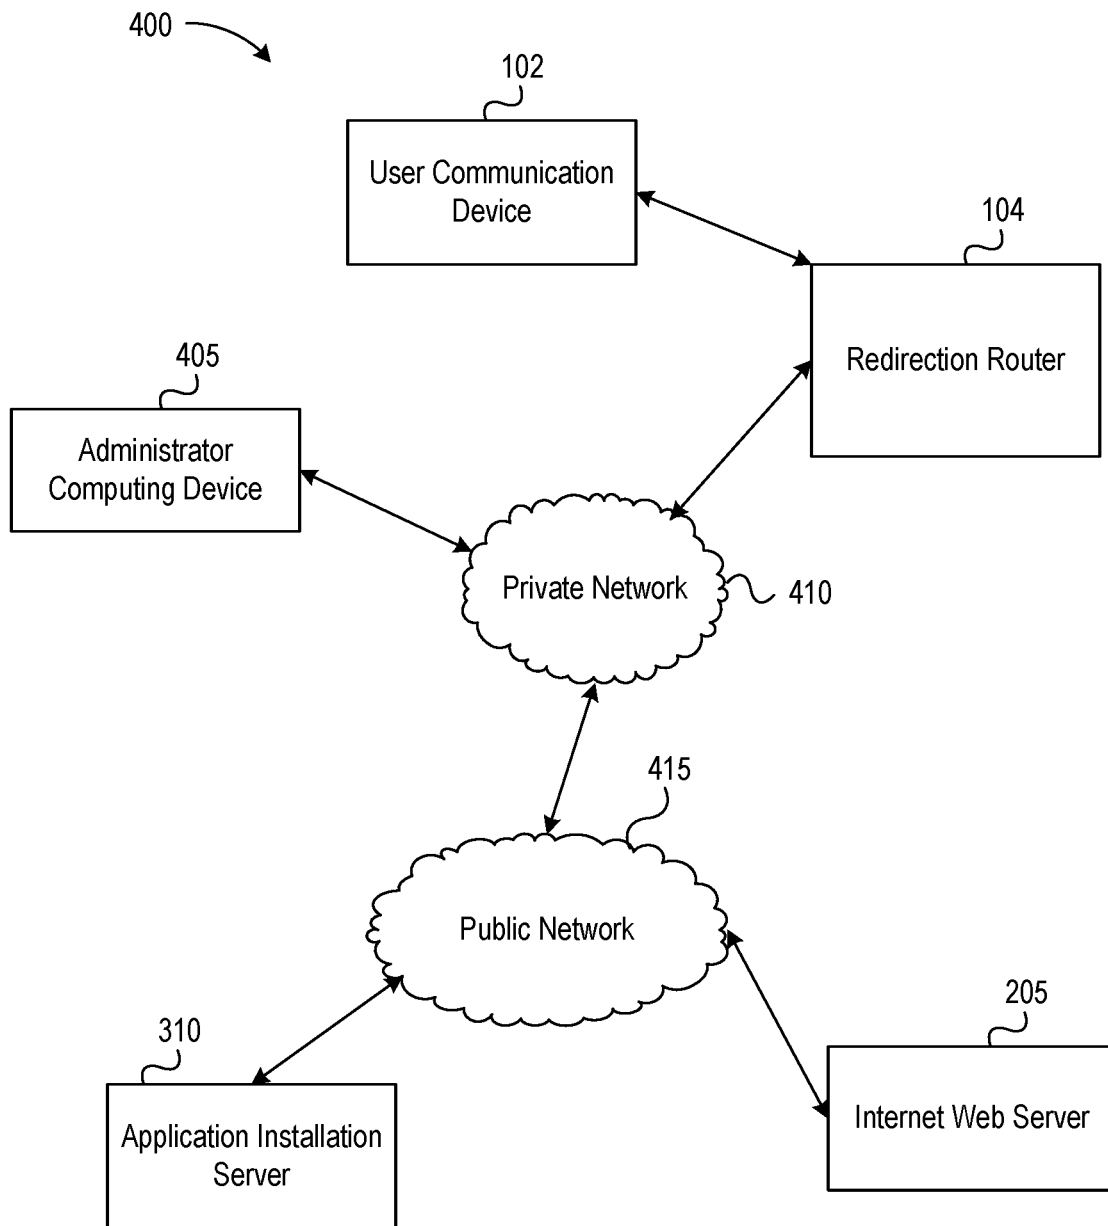 400
102
User Communication
Device
104
Redirection Router
405
Administrator
Computing Device
Private Network
410
415
Public Network
310
Application Installation
Server
205
Internet Web Server